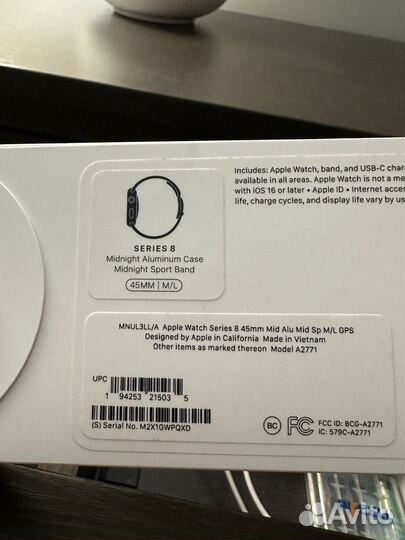 Includes: Apple Watch, band, and USB-C char
available in all areas. Apple Watch is not a me
with iOS 16 or later • Apple ID • Internet access
life, charge cycles, and display life vary by us
SERIES 8
Midnight Aluminum Case
Midnight Sport Band
45MM | M/L
MNUL3LL/A Apple Watch Series 8 45mm Mid Alu Mid Sp M/L GPS
Designed by Apple in California Made in Vietnam
Other items as marked thereon Model A2771
UPC
1 94253 21503 5
(S) Serial No. M2X1GWPQXD
BC
FC
FCC ID: BCG-A2771
IC: 579C-A2771
Avito